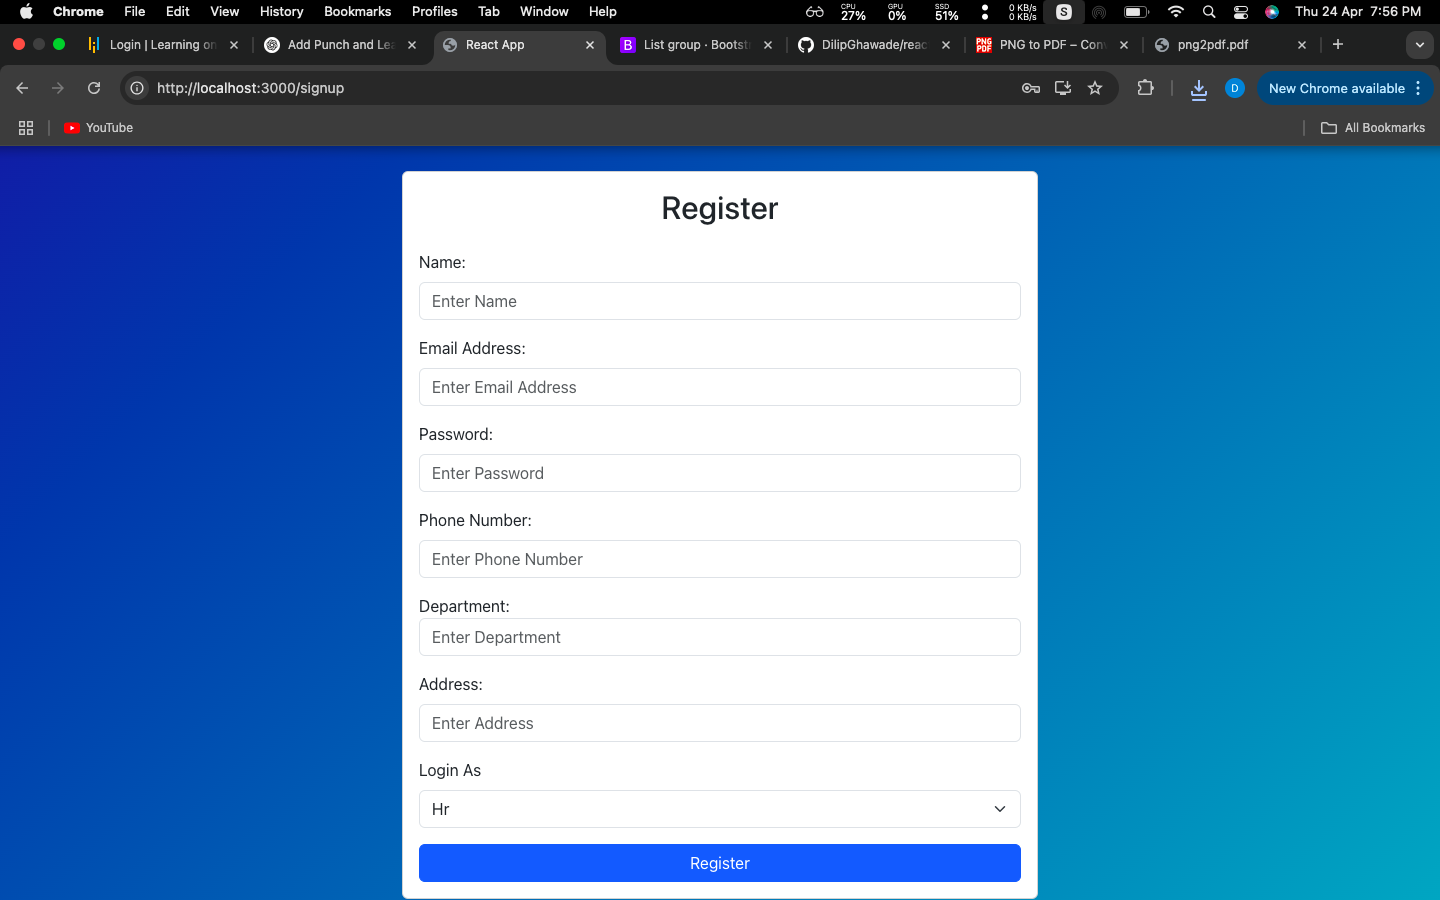 Chrome File Edit View History Bookmarks Profiles Tab Window Help CPU 27% GPU 0% SSD 51% 0 KB/s 0 KB/s S Thu 24 Apr 7:56 PM
Login | Learning on Add Punch and Lea React App B List group · Bootst DilipGhawade/reac PNG PDF PNG to PDF – Con png2pdf.pdf
http://localhost:3000/signup D New Chrome available
YouTube All Bookmarks
Register
Name:
Enter Name
Email Address:
Enter Email Address
Password:
Enter Password
Phone Number:
Enter Phone Number
Department:
Enter Department
Address:
Enter Address
Login As
Hr
Register